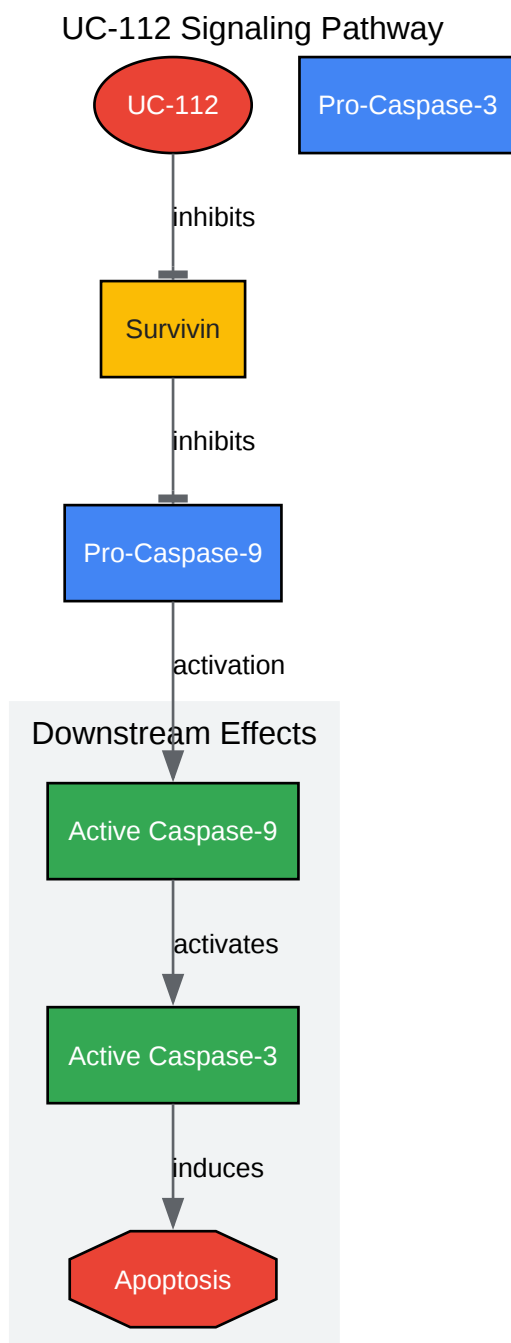 UC-112 Signaling Pathway
UC-112
Pro-Caspase-3
inhibits
Survivin
inhibits
Pro-Caspase-9
activation
Downstream Effects
Active Caspase-9
activates
Active Caspase-3
induces
Apoptosis